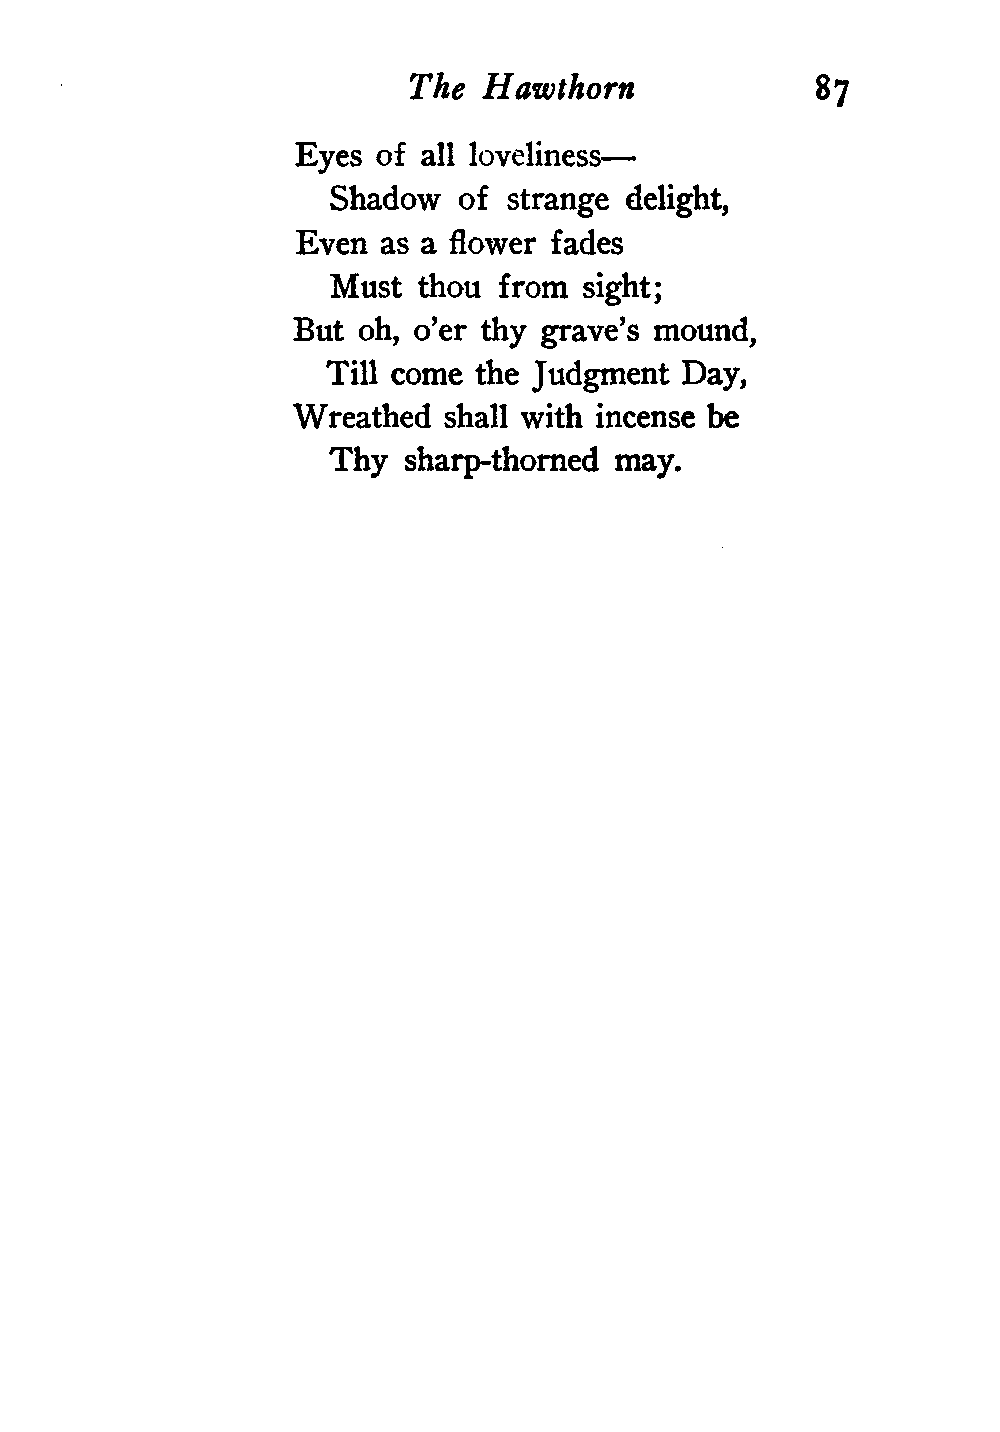 The Hawthorn 87
Eyes of all loveliness—
Shadow of strange delight,
Even as a flower fades
Must thou from sight;
But oh, o'er thy grave's mound,
Till come the Judgment Day,
Wreathed shall with incense be
Thy sharp-thorned may.